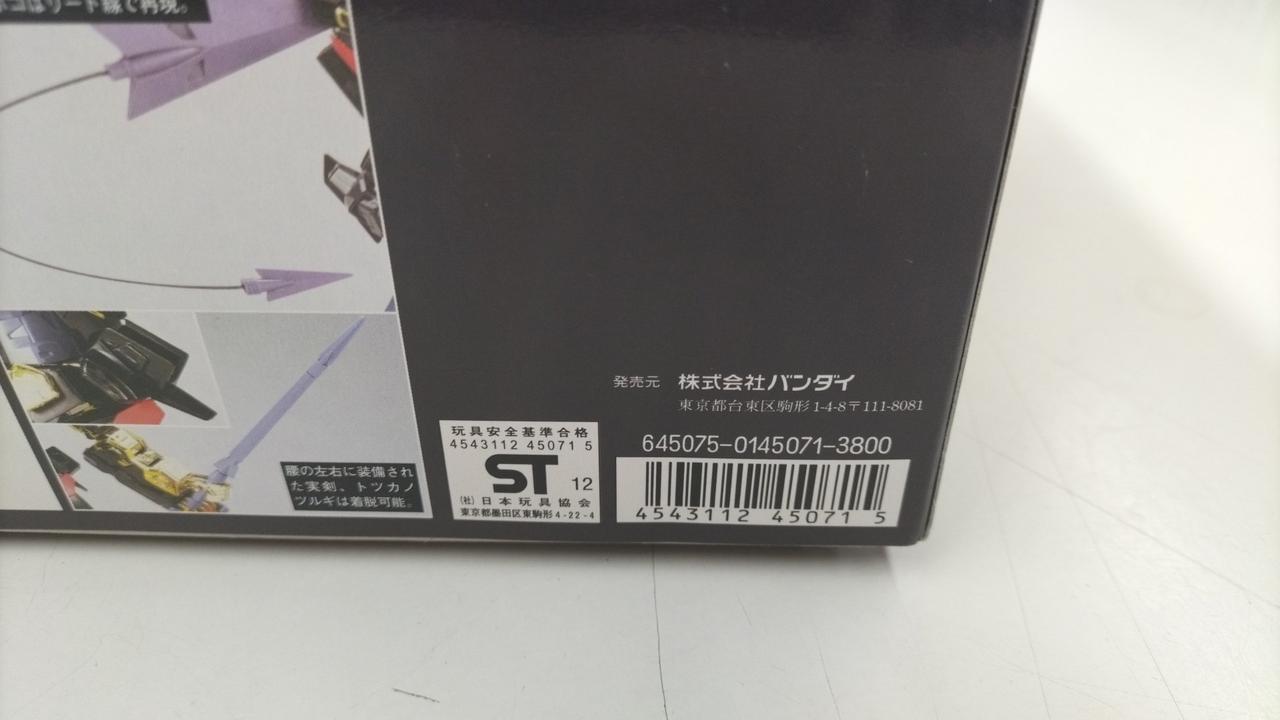 はリード線で再現。
腰の左右に装備され
た実剣、トツカノ
ツルギは着脱可能。
玩具安全基準合格
4543112 45071 5
ST 12
(社)日本玩具協会
東京都墨田区東駒形4-22-4
発売元 株式会社バンダイ
東京都台東区駒形1-4-8〒111-8081
645075-0145071-3800
4543112 45071 5